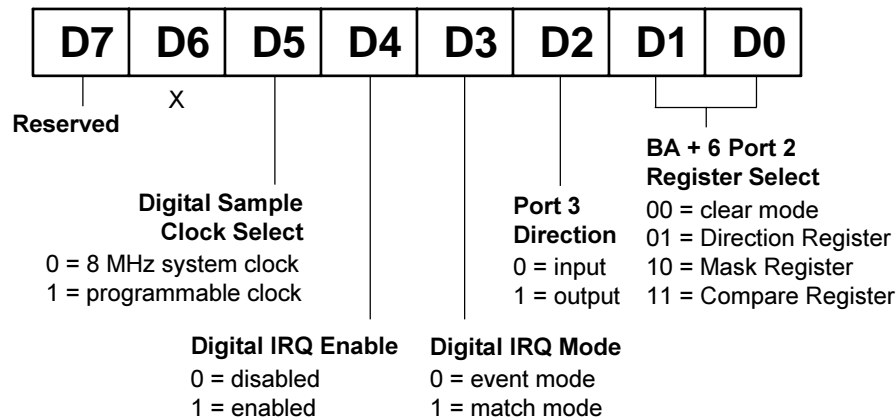 D7 D6 D5 D4 D3 D2 D1 D0
X
Reserved
BA + 6 Port 2
Register Select
00 = clear mode
01 = Direction Register
10 = Mask Register
11 = Compare Register
Digital Sample
Clock Select
0 = 8 MHz system clock
1 = programmable clock
Port 3
Direction
0 = input
1 = output
Digital IRQ Enable
0 = disabled
1 = enabled
Digital IRQ Mode
0 = event mode
1 = match mode